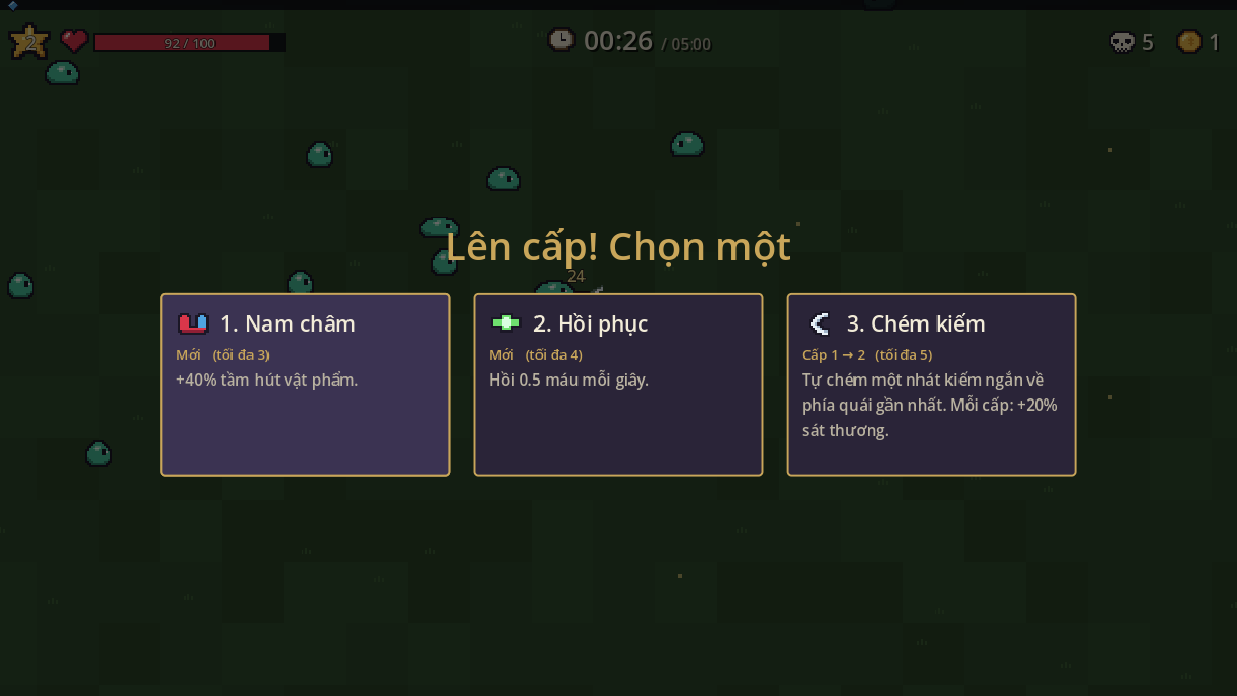 2
92 / 100
00:26 / 05:00
5
1
Lên cấp! Chọn một
24
1. Nam châm
Mới (tối đa 3)
+40% tầm hút vật phẩm.
2. Hồi phục
Mới (tối đa 4)
Hồi 0.5 máu mỗi giây.
3. Chém kiếm
Cấp 1 → 2 (tối đa 5)
Tự chém một nhát kiếm ngắn về
phía quái gần nhất. Mỗi cấp: +20%
sát thương.